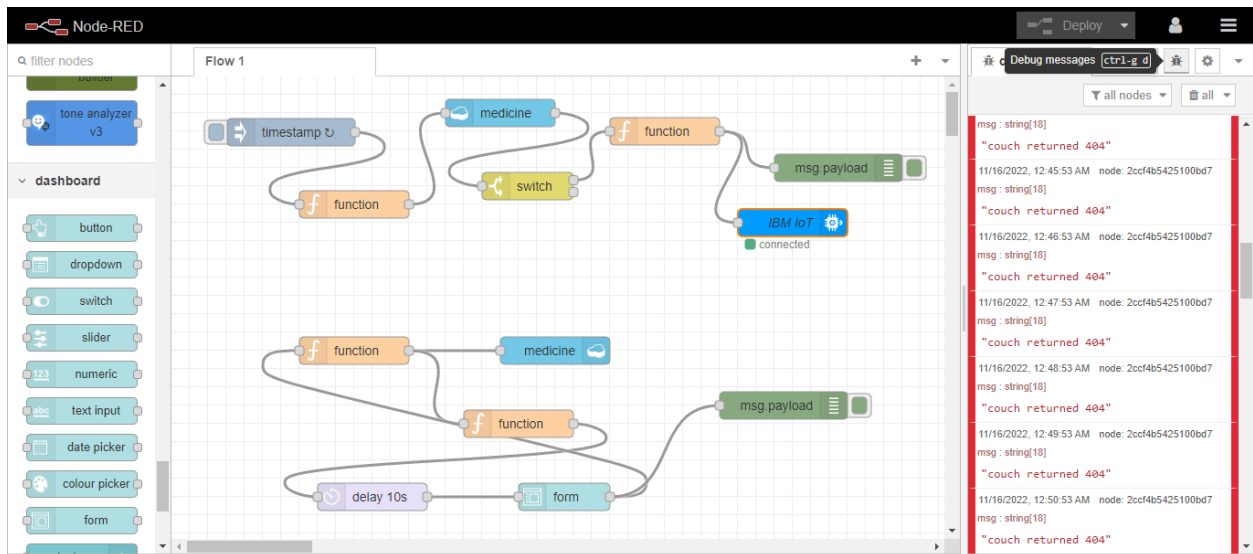 Node-RED
Deploy
filter nodes
Flow 1
Debug messages ctrl-g d
all nodes
all
builder
tone analyzer
v3
dashboard
button
dropdown
switch
slider
numeric
text input
date picker
colour picker
form
timestamp ↻
medicine
function
switch
function
msg.payload
IBM IoT
connected
function
medicine
function
msg.payload
delay 10s
form
msg : string[18]
"couch returned 404"
11/16/2022, 12:45:53 AM node: 2ccf4b5425100bd7
msg : string[18]
"couch returned 404"
11/16/2022, 12:46:53 AM node: 2ccf4b5425100bd7
msg : string[18]
"couch returned 404"
11/16/2022, 12:47:53 AM node: 2ccf4b5425100bd7
msg : string[18]
"couch returned 404"
11/16/2022, 12:48:53 AM node: 2ccf4b5425100bd7
msg : string[18]
"couch returned 404"
11/16/2022, 12:49:53 AM node: 2ccf4b5425100bd7
msg : string[18]
"couch returned 404"
11/16/2022, 12:50:53 AM node: 2ccf4b5425100bd7
msg : string[18]
"couch returned 404"